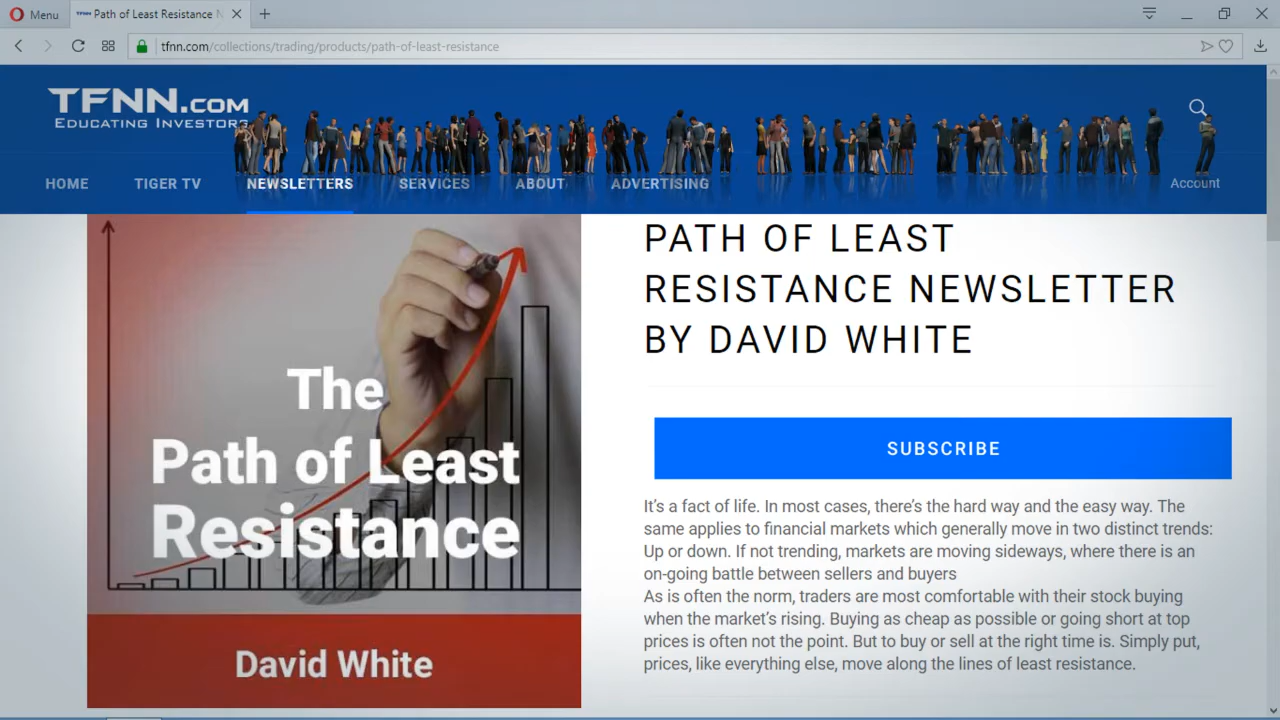 Menu
Path of Least Resistance N
tfnn.com/collections/trading/products/path-of-least-resistance
TFNN.COM
EDUCATING INVESTORS
HOME
TIGER TV
NEWSLETTERS
SERVICES
ABOUT
ADVERTISING
Account
The
Path of Least
Resistance
David White
PATH OF LEAST
RESISTANCE NEWSLETTER
BY DAVID WHITE
SUBSCRIBE
It's a fact of life. In most cases, there's the hard way and the easy way. The
same applies to financial markets which generally move in two distinct trends:
Up or down. If not trending, markets are moving sideways, where there is an
on-going battle between sellers and buyers
As is often the norm, traders are most comfortable with their stock buying
when the market's rising. Buying as cheap as possible or going short at top
prices is often not the point. But to buy or sell at the right time is. Simply put,
prices, like everything else, move along the lines of least resistance.